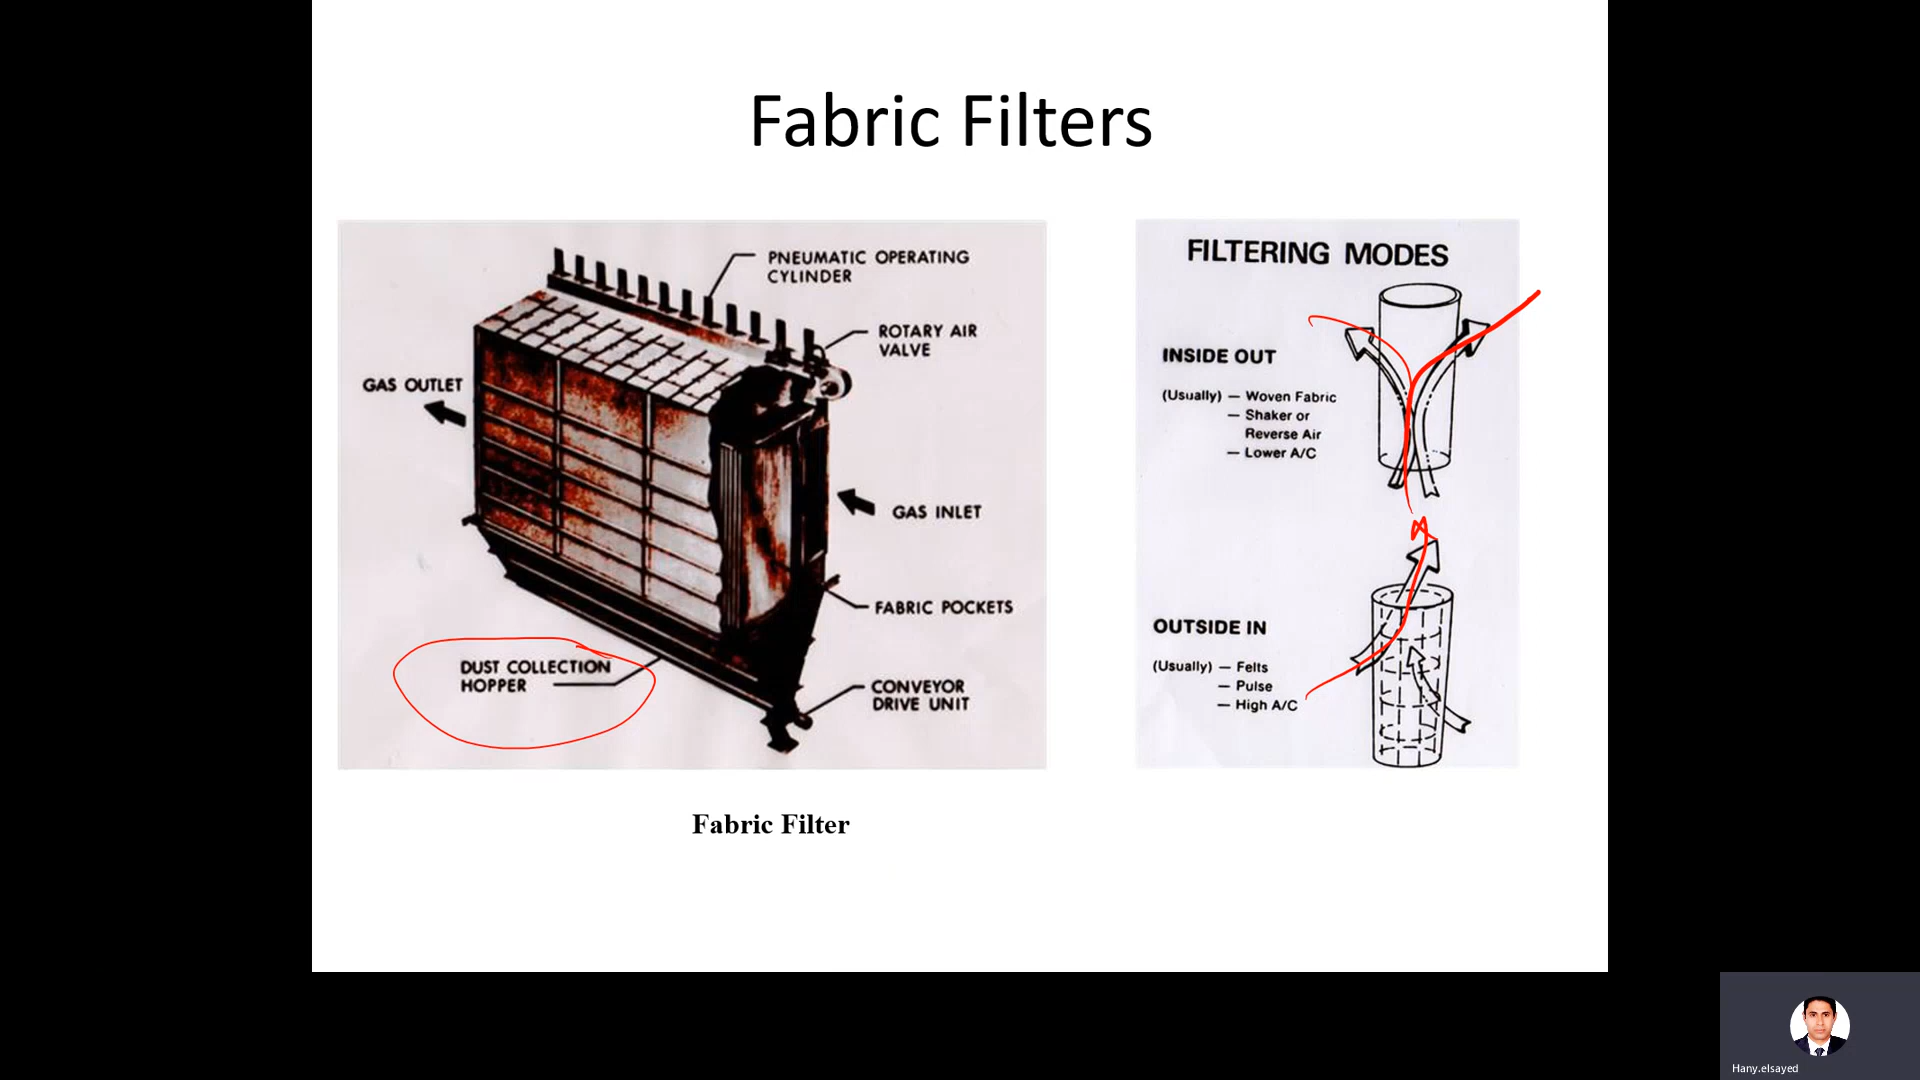 Fabric Filters
PNEUMATIC OPERATING
CYLINDER
ROTARY AIR
VALVE
GAS OUTLET
GAS INLET
FABRIC POCKETS
DUST COLLECTION
HOPPER
CONVEYOR
DRIVE UNIT
FILTERING MODES
INSIDE OUT
(Usually) — Woven Fabric
— Shaker or
Reverse Air
— Lower A/C
OUTSIDE IN
(Usually) — Felts
— Pulse
— High A/C
Fabric Filter
Hany.elsayed